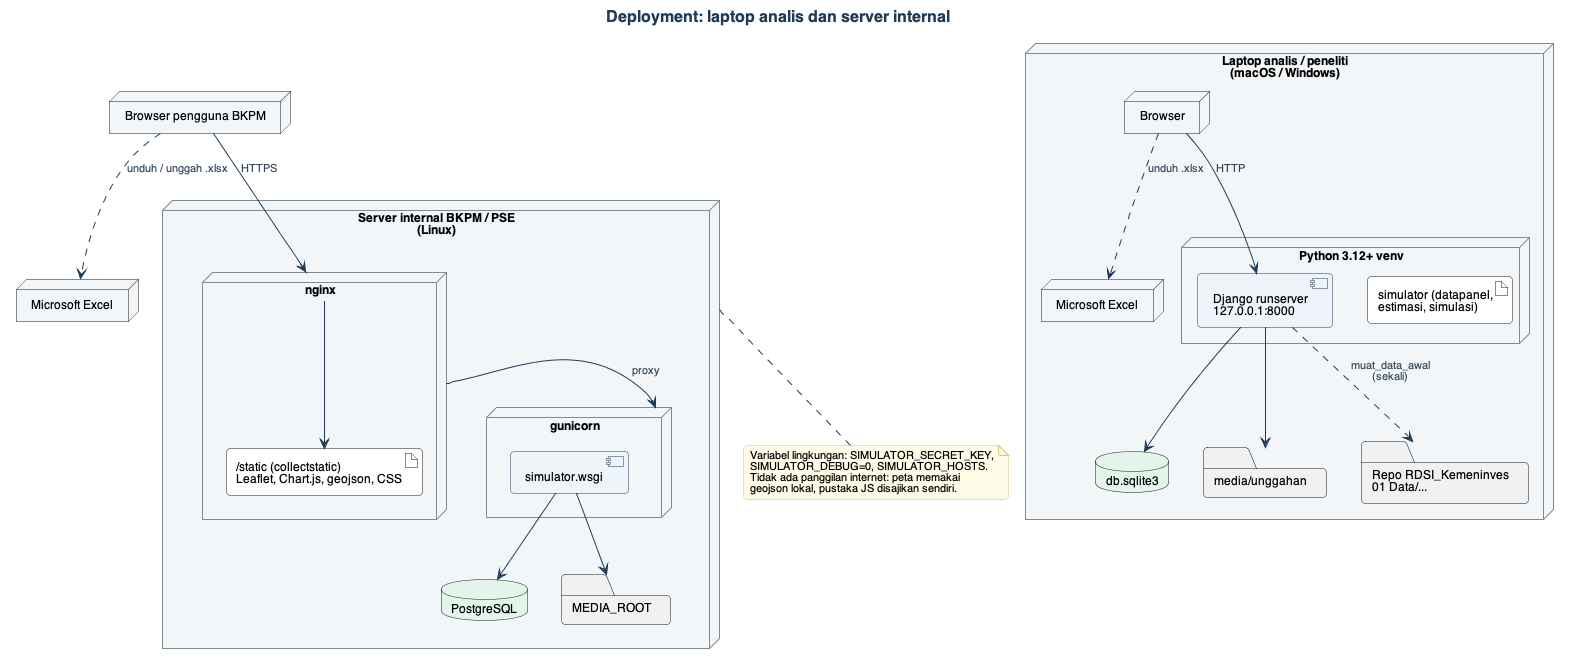 Deployment: laptop analis dan server internal
Browser pengguna BKPM
unduh / unggah .xlsx
HTTPS
Microsoft Excel
Server internal BKPM / PSE
(Linux)
nginx
/static (collectstatic)
Leaflet, Chart.js, geojson, CSS
proxy
gunicorn
simulator.wsgi
PostgreSQL
MEDIA_ROOT
Variabel lingkungan: SIMULATOR_SECRET_KEY,
SIMULATOR_DEBUG=0, SIMULATOR_HOSTS.
Tidak ada panggilan internet: peta memakai
geojson lokal, pustaka JS disajikan sendiri.
Laptop analis / peneliti
(macOS / Windows)
Browser
unduh .xlsx
HTTP
Microsoft Excel
Python 3.12+ venv
Django runserver
127.0.0.1:8000
simulator (datapanel,
estimasi, simulasi)
muat_data_awal
(sekali)
db.sqlite3
media/unggahan
Repo RDSI_Kemeninves
01 Data/...